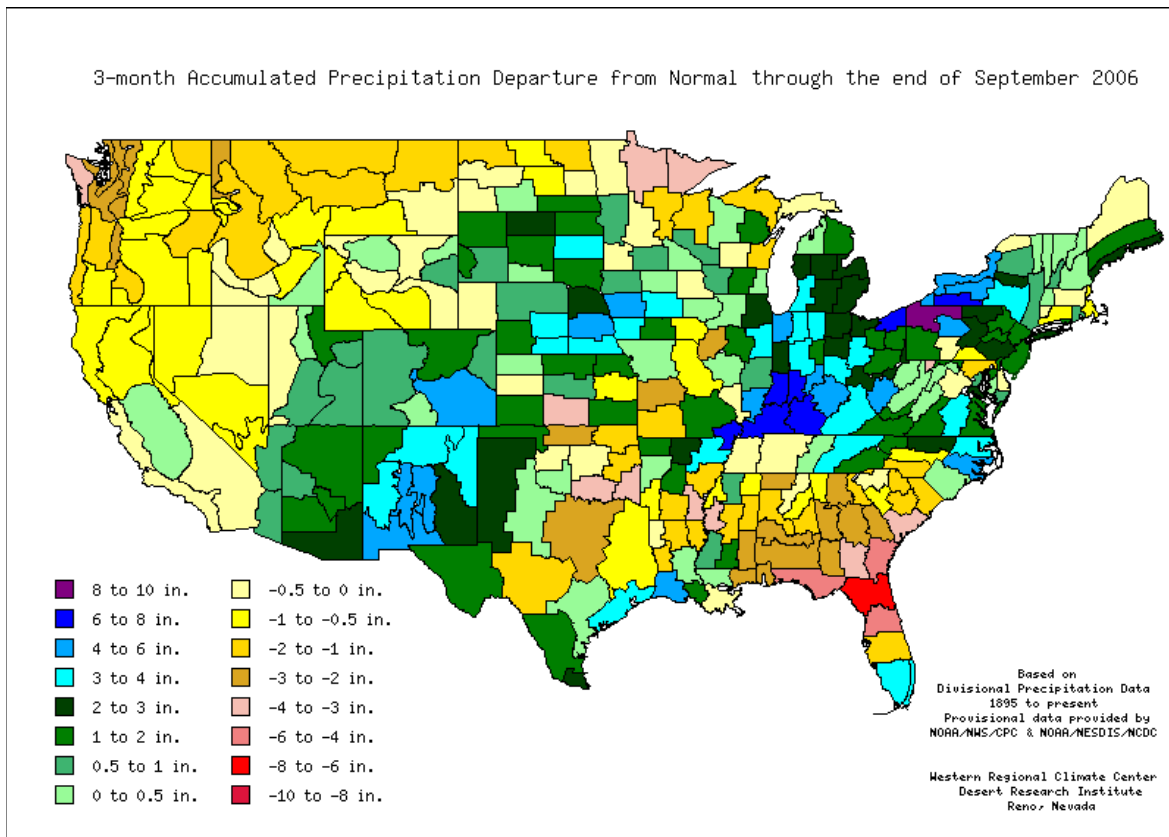 3-month Accumulated Precipitation Departure from Normal through the end of September 2006
8 to 10 in.
6 to 8 in.
4 to 6 in.
3 to 4 in.
2 to 3 in.
1 to 2 in.
0.5 to 1 in.
0 to 0.5 in.
-0.5 to 0 in.
-1 to -0.5 in.
-2 to -1 in.
-3 to -2 in.
-4 to -3 in.
-6 to -4 in.
-8 to -6 in.
-10 to -8 in.
Based on
Divisional Precipitation Data
1895 to present
Provisional data provided by
NOAA/NWS/CPC & NOAA/NESDIS/NCDC
Western Regional Climate Center
Desert Research Institute
Reno, Nevada